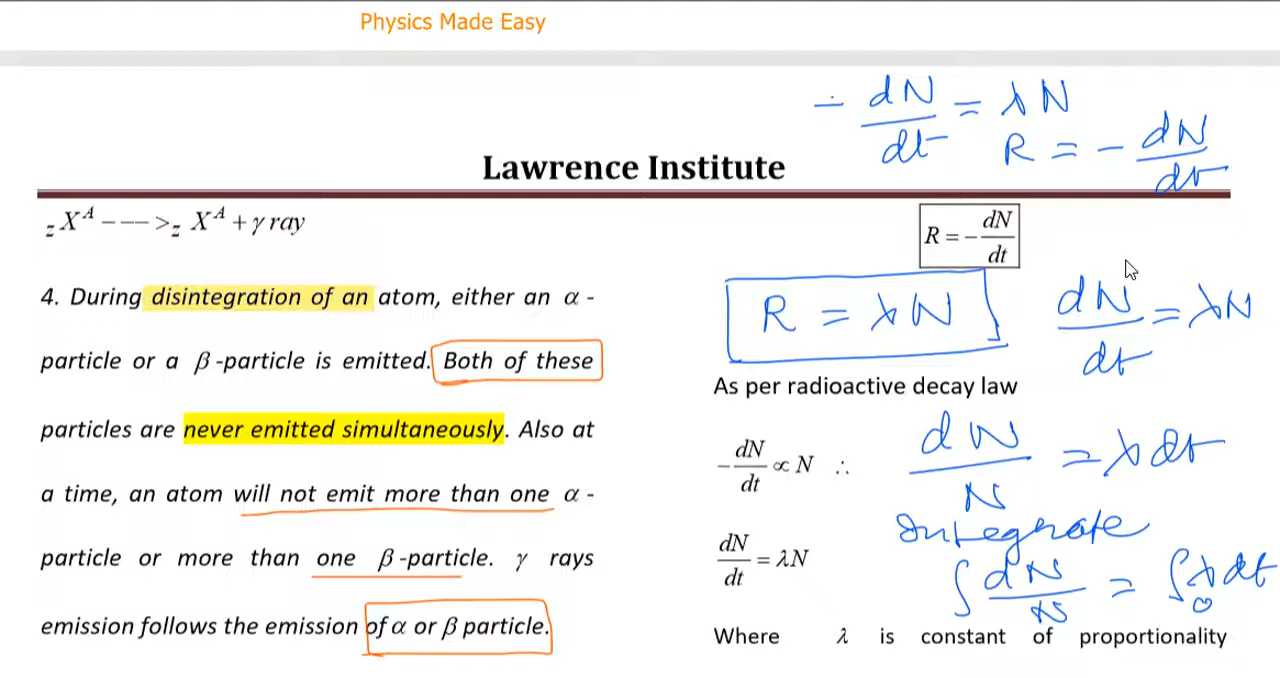 Physics Made Easy
- dN/dt = λN
R = - dN/dt
Lawrence Institute
zX^A ---> z X^A + γ ray
4. During disintegration of an atom, either an α -
particle or a β -particle is emitted. Both of these
particles are never emitted simultaneously. Also at
a time, an atom will not emit more than one α -
particle or more than one β-particle. γ rays
emission follows the emission of α or β particle.
R = - dN/dt
R = λN
dN/dt = λN
As per radioactive decay law
- dN/dt ∝ N ∴
dN/N = λ dt
Integrate
dN/dt = λN
∫ dN/N = ∫₀ λ dt
Where λ is constant of proportionality